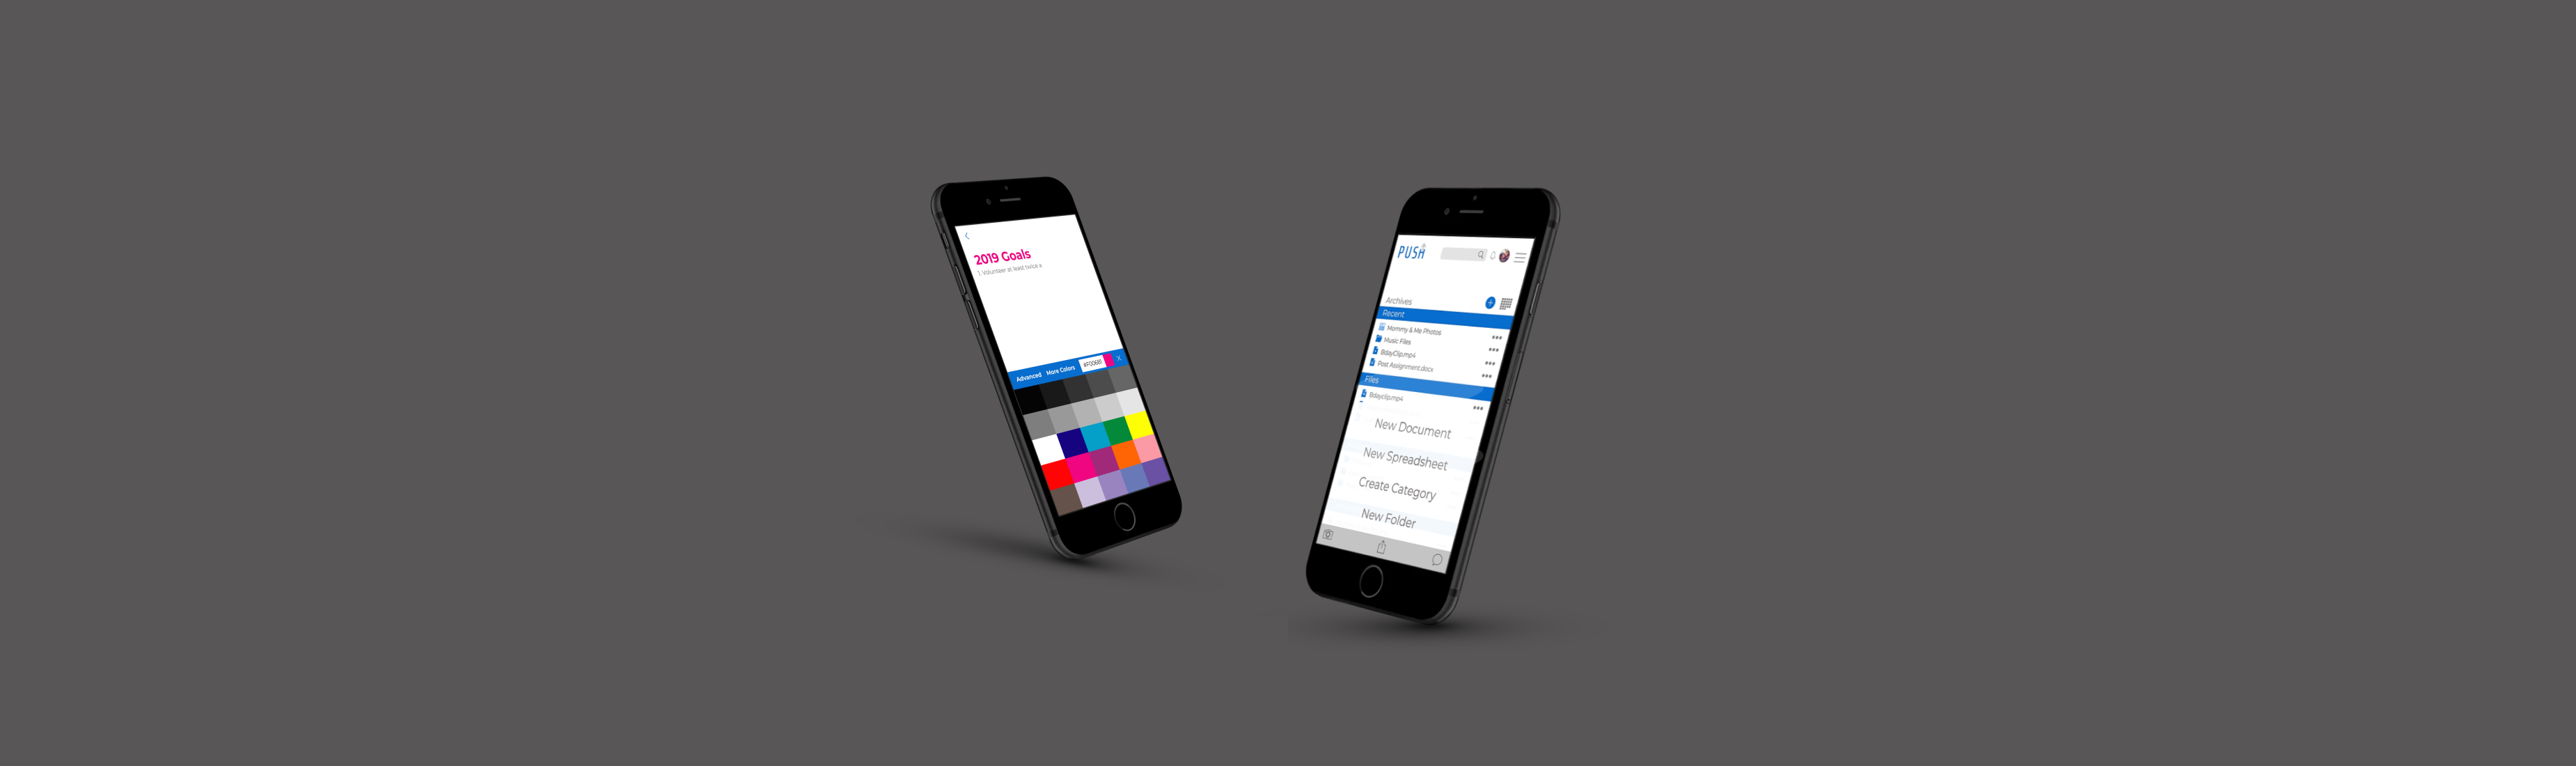 2019 Goals
1. Volunteer at least twice a
Advanced More Colors #F0068
PUSH
Archives
Recent
Mommy & Me Photos
Music Files
BdayClip.mp4
Post Assignment.docx
Files
Bdayclip.mp4
New Document
New Spreadsheet
Create Category
New Folder